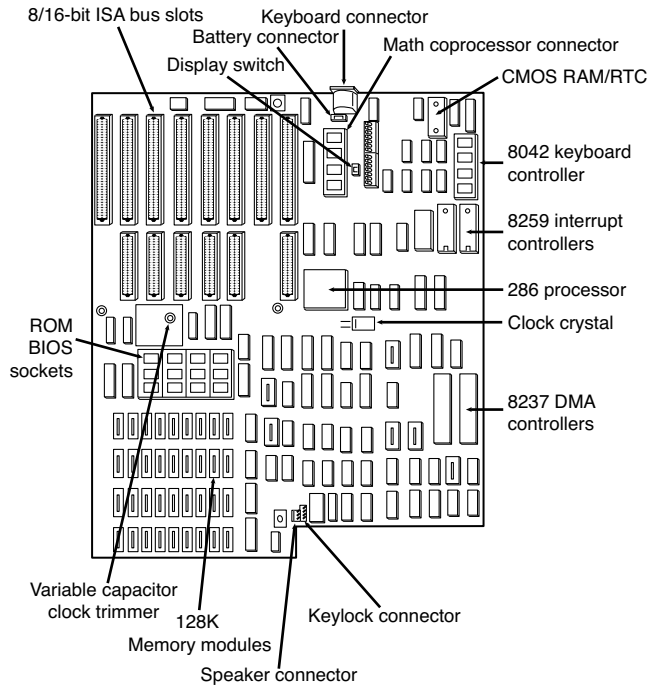 8/16-bit ISA bus slots
Keyboard connector
Battery connector
Math coprocessor connector
Display switch
CMOS RAM/RTC
8042 keyboard
controller
8259 interrupt
controllers
286 processor
Clock crystal
ROM
BIOS
sockets
8237 DMA
controllers
Variable capacitor
clock trimmer
128K
Memory modules
Keylock connector
Speaker connector